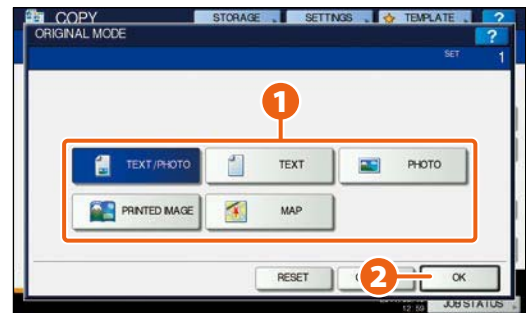 COPY STORAGE SETTINGS TEMPLATE ?
ORIGINAL MODE ?
SET 1
1
TEXT/PHOTO TEXT PHOTO
PRINTED IMAGE MAP
RESET 2 OK
12:59 JOB STATUS